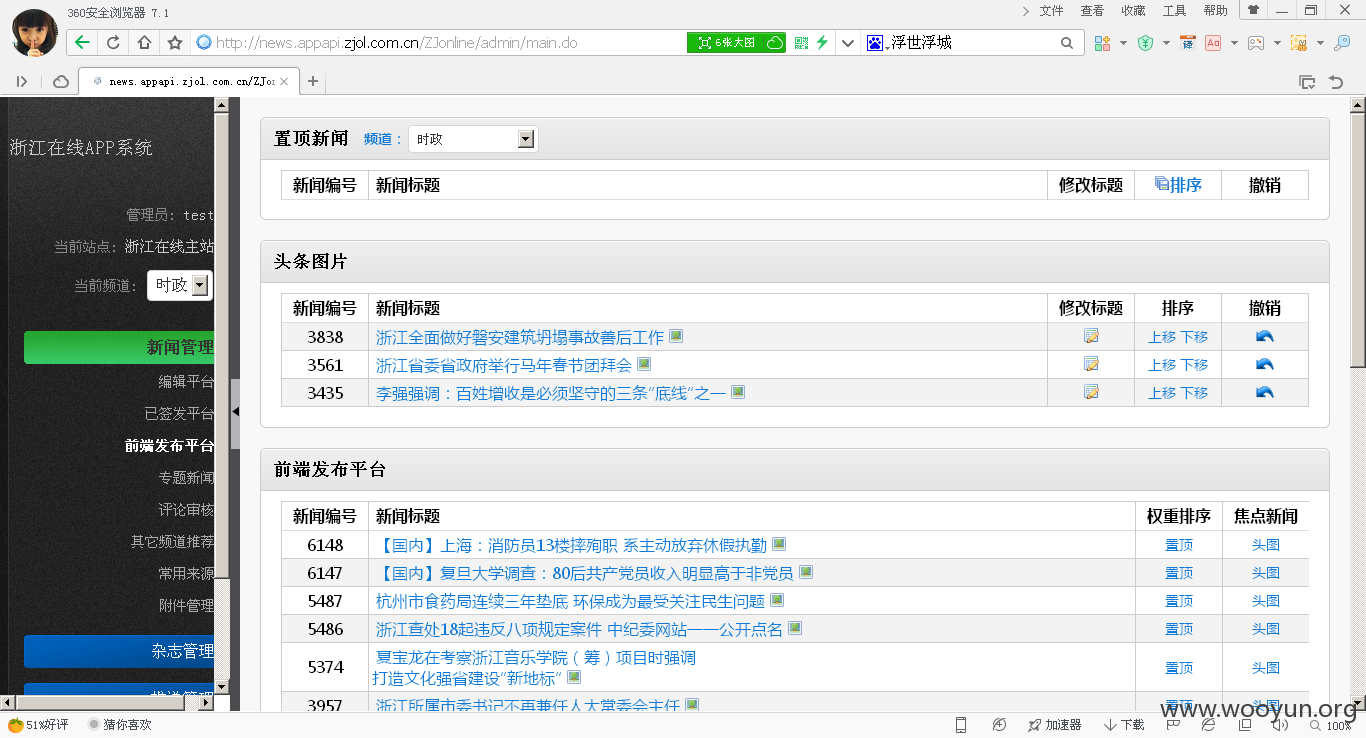 360安全浏览器 7.1
文件 查看 收藏 工具 帮助
http://news.appapi.zjol.com.cn/ZJonline/admin/main.do
6张大图
浮世浮城
译
Aa
news.appapi.zjol.com.cn/ZJor
浙江在线APP系统
管理员: test
当前站点: 浙江在线主站
当前频道: 时政
新闻管理
编辑平台
已签发平台
前端发布平台
专题新闻
评论审核
其它频道推荐
常用来源
附件管理
杂志管理
推送管理
置顶新闻 频道： 时政
新闻编号 新闻标题 修改标题 排序 撤销
头条图片
新闻编号 新闻标题 修改标题 排序 撤销
3838 浙江全面做好磐安建筑坍塌事故善后工作 上移 下移
3561 浙江省委省政府举行马年春节团拜会 上移 下移
3435 李强强调：百姓增收是必须坚守的三条“底线”之一 上移 下移
前端发布平台
新闻编号 新闻标题 权重排序 焦点新闻
6148 【国内】上海：消防员13楼摔殉职 系主动放弃休假执勤 置顶 头图
6147 【国内】复旦大学调查：80后共产党员收入明显高于非党员 置顶 头图
5487 杭州市食药局连续三年垫底 环保成为最受关注民生问题 置顶 头图
5486 浙江查处18起违反八项规定案件 中纪委网站一一公开点名 置顶 头图
5374 夏宝龙在考察浙江音乐学院（筹）项目时强调
打造文化强省建设“新地标” 置顶 头图
3957 浙江所属市委书记不再兼任人大常委会主任 置顶 头图
www.wooyun.org
51%好评 猜你喜欢 加速器 下载 100%